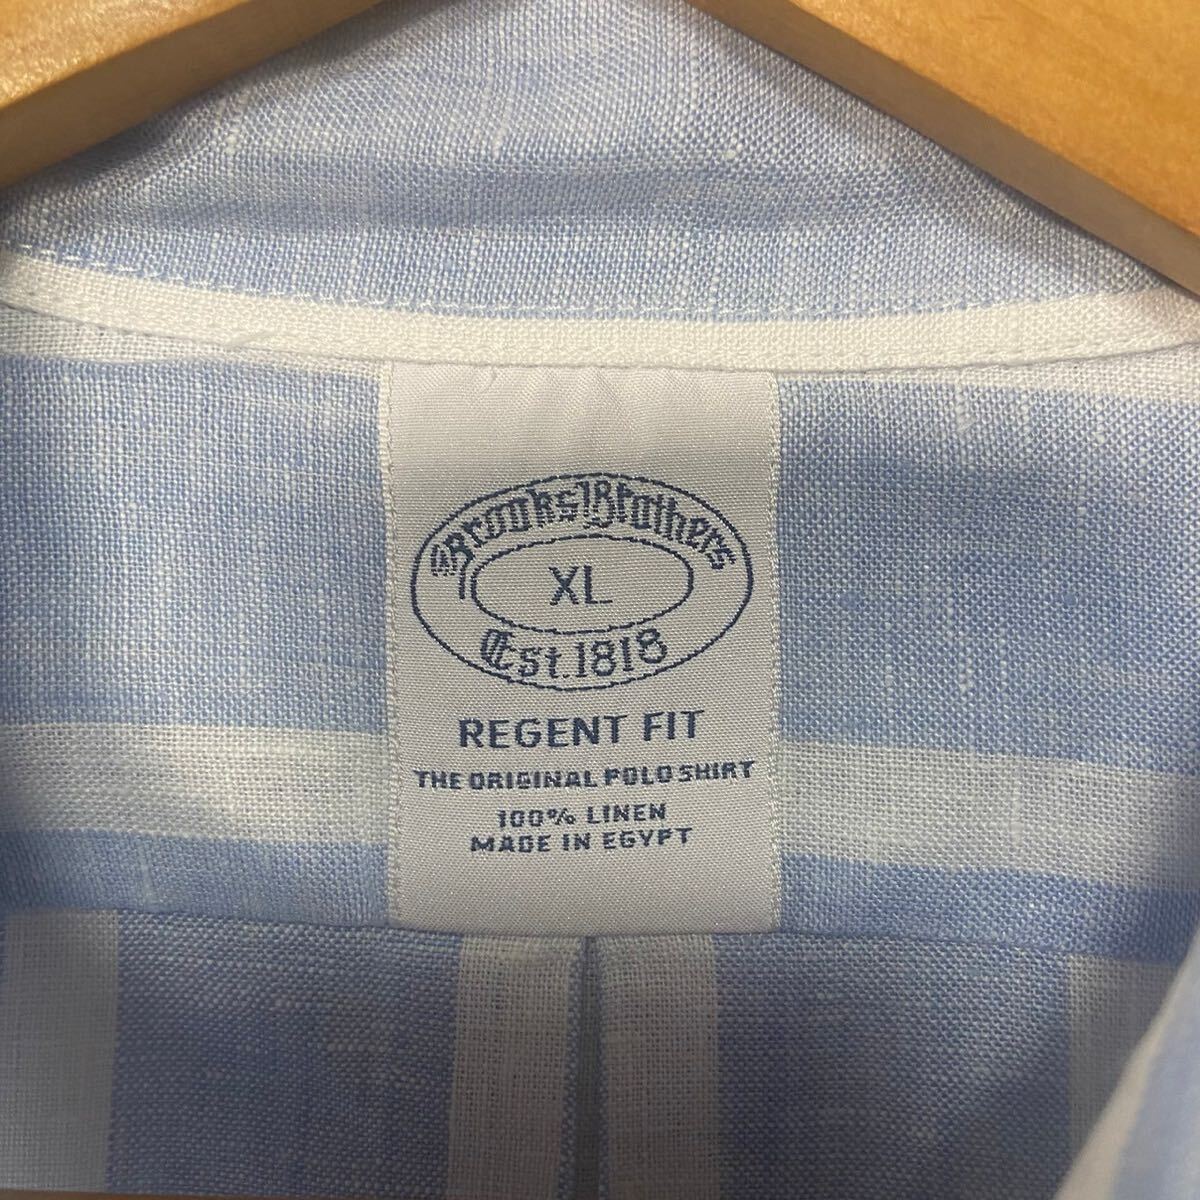 Brooks Brothers
XL
Est. 1818
REGENT FIT
THE ORIGINAL POLO SHIRT
100% LINEN
MADE IN EGYPT